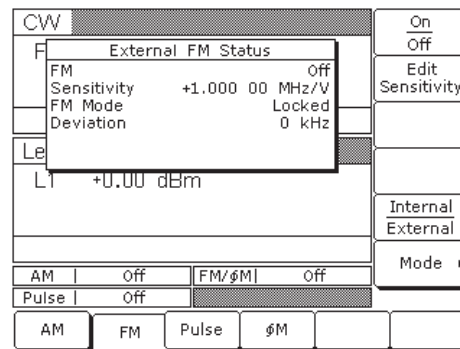 CW
On
Off
F
External FM Status
FM Off
Sensitivity +1.000 00 MHz/V
FM Mode Locked
Deviation 0 kHz
Edit
Sensitivity
Le
L1 +0.00 dBm
Internal
External
Mode
AM Off FM/ϕM Off
Pulse Off
AM FM Pulse ϕM